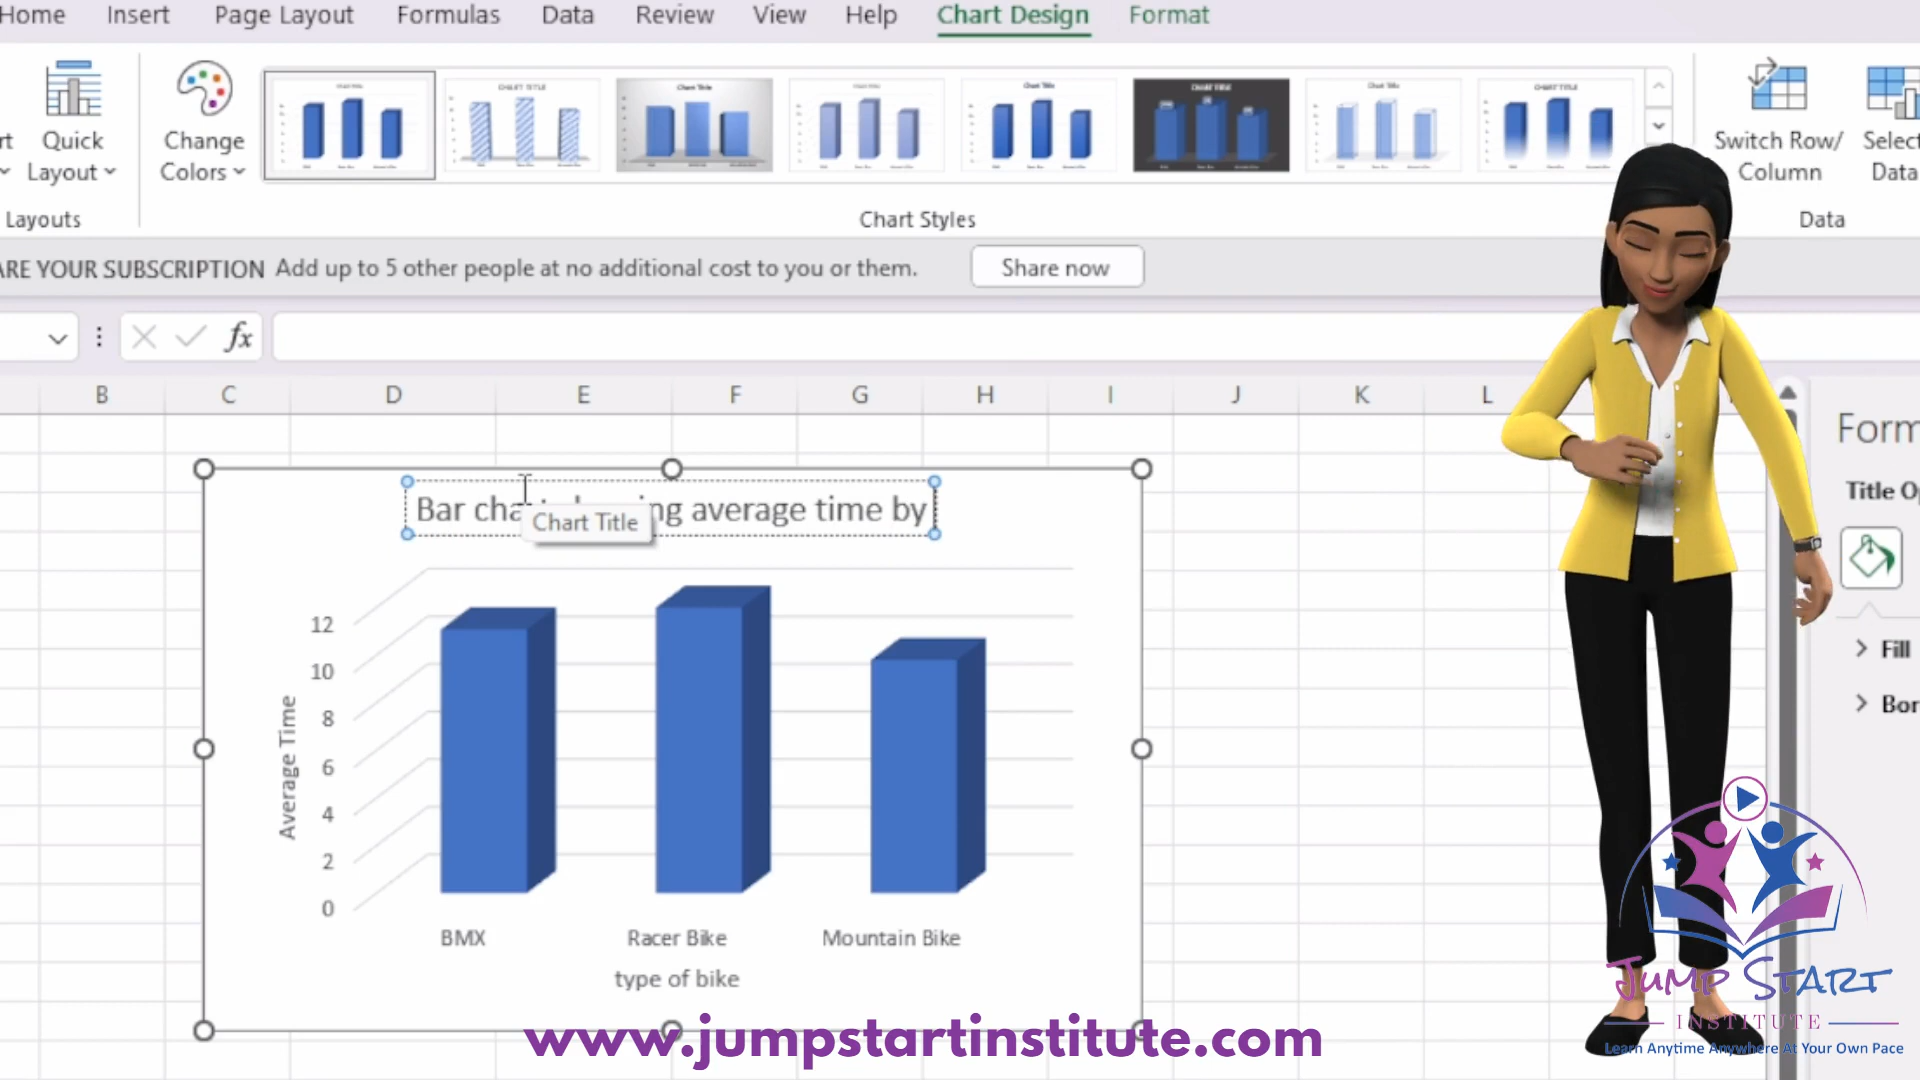 Home Insert Page Layout Formulas Data Review View Help Chart Design Format
Quick Layout
Change Colors
Switch Row/ Column
Select Data
Layouts Chart Styles Data
ARE YOUR SUBSCRIPTION Add up to 5 other people at no additional cost to you or them. Share now
fx
B C D E F G H I J K L
Form
Bar cha ng average time by
Chart Title
Title Op
12
10
8
6
4
2
0
Average Time
BMX Racer Bike Mountain Bike
type of bike
Fill
Bor
www.jumpstartinstitute.com
Jump Start
INSTITUTE
Learn Anytime Anywhere At Your Own Pace